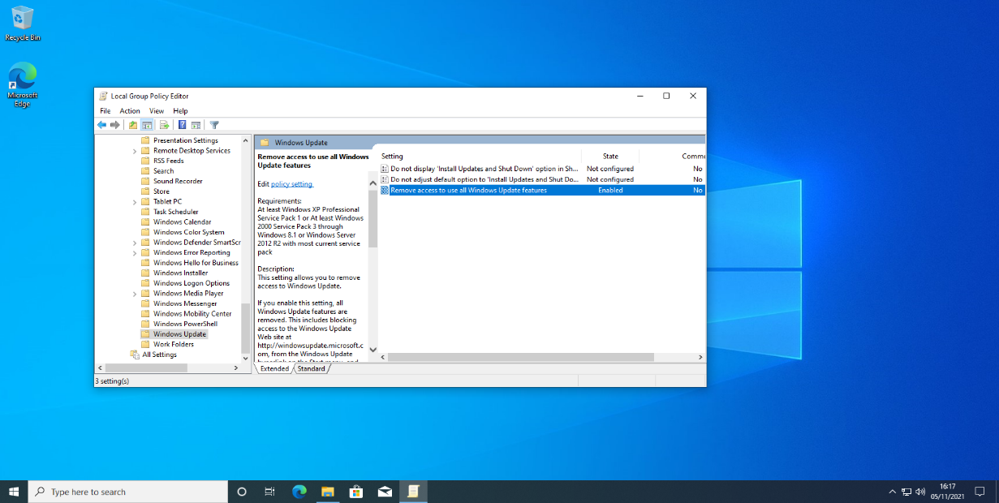 Recycle Bin
Microsoft
Edge
Local Group Policy Editor
File Action View Help
Presentation Settings
Remote Desktop Services
RSS Feeds
Search
Sound Recorder
Store
Tablet PC
Task Scheduler
Windows Calendar
Windows Color System
Windows Defender SmartScr
Windows Error Reporting
Windows Hello for Business
Windows Installer
Windows Logon Options
Windows Media Player
Windows Messenger
Windows Mobility Center
Windows PowerShell
Windows Update
Work Folders
All Settings
Windows Update
Remove access to use all Windows
Update features
Edit policy setting
Requirements:
At least Windows XP Professional
Service Pack 1 or At least Windows
2000 Service Pack 3 through
Windows 8.1 or Windows Server
2012 R2 with most current service
pack
Description:
This setting allows you to remove
access to Windows Update.
If you enable this setting, all
Windows Update features are
removed. This includes blocking
access to the Windows Update
Web site at
http://windowsupdate.microsoft.c
om, from the Windows Update
hyperlink on the Start menu, and
Setting State Comme
Do not display 'Install Updates and Shut Down' option in Sh... Not configured No
Do not adjust default option to 'Install Updates and Shut Do... Not configured No
Remove access to use all Windows Update features Enabled No
Extended Standard
3 setting(s)
Type here to search
16:17
05/11/2021